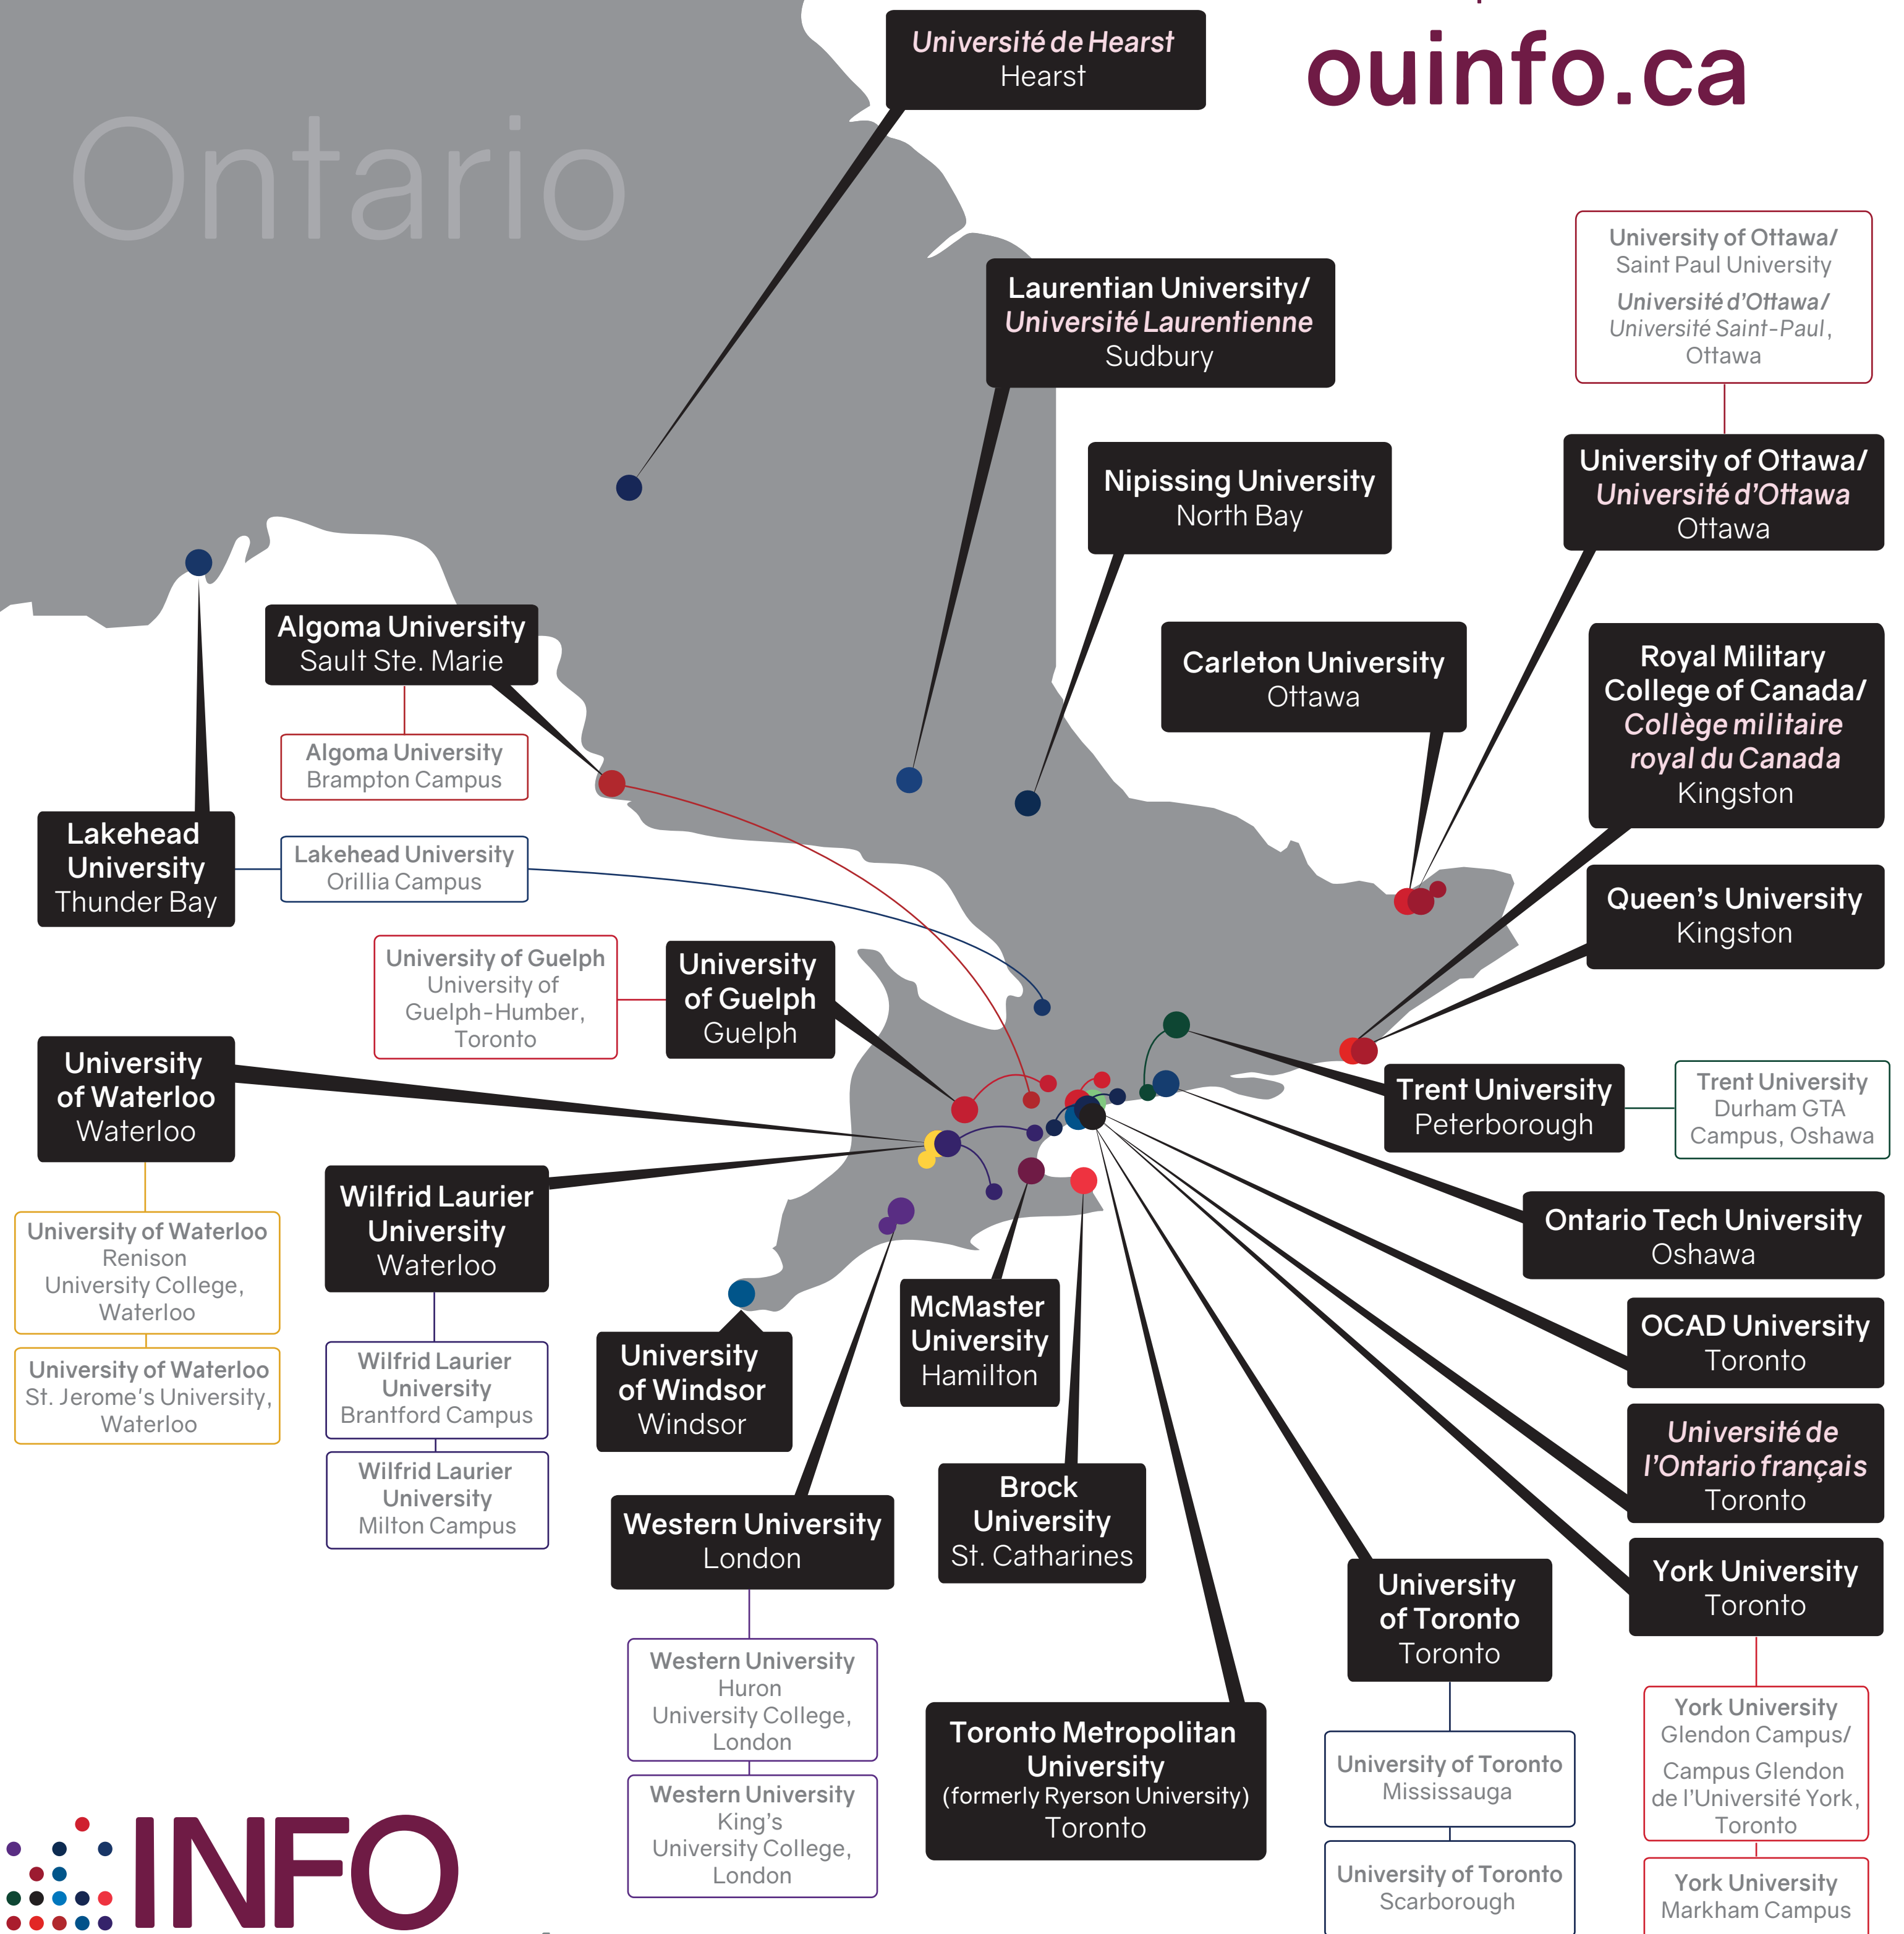 Université de Hearst
Hearst
ouinfo.ca
Ontario
University of Ottawa/
Saint Paul University
Université d'Ottawa/
Université Saint-Paul,
Ottawa
Laurentian University/
Université Laurentienne
Sudbury
University of Ottawa/
Université d'Ottawa
Ottawa
Nipissing University
North Bay
Algoma University
Sault Ste. Marie
Algoma University
Brampton Campus
Carleton University
Ottawa
Royal Military
College of Canada/
Collège militaire
royal du Canada
Kingston
Lakehead
University
Thunder Bay
Lakehead University
Orillia Campus
Queen's University
Kingston
University of Guelph
University of
Guelph-Humber,
Toronto
University
of Guelph
Guelph
University
of Waterloo
Waterloo
Trent University
Peterborough
Trent University
Durham GTA
Campus, Oshawa
Wilfrid Laurier
University
Waterloo
University of Waterloo
Renison
University College,
Waterloo
University of Waterloo
St. Jerome's University,
Waterloo
Wilfrid Laurier
University
Brantford Campus
Wilfrid Laurier
University
Milton Campus
University
of Windsor
Windsor
McMaster
University
Hamilton
Ontario Tech University
Oshawa
OCAD University
Toronto
Université de
l'Ontario français
Toronto
Western University
London
Brock
University
St. Catharines
York University
Toronto
University
of Toronto
Toronto
Western University
Huron
University College,
London
Western University
King's
University College,
London
Toronto Metropolitan
University
(formerly Ryerson University)
Toronto
University of Toronto
Mississauga
University of Toronto
Scarborough
York University
Glendon Campus/
Campus Glendon
de l'Université York,
Toronto
York University
Markham Campus
INFO